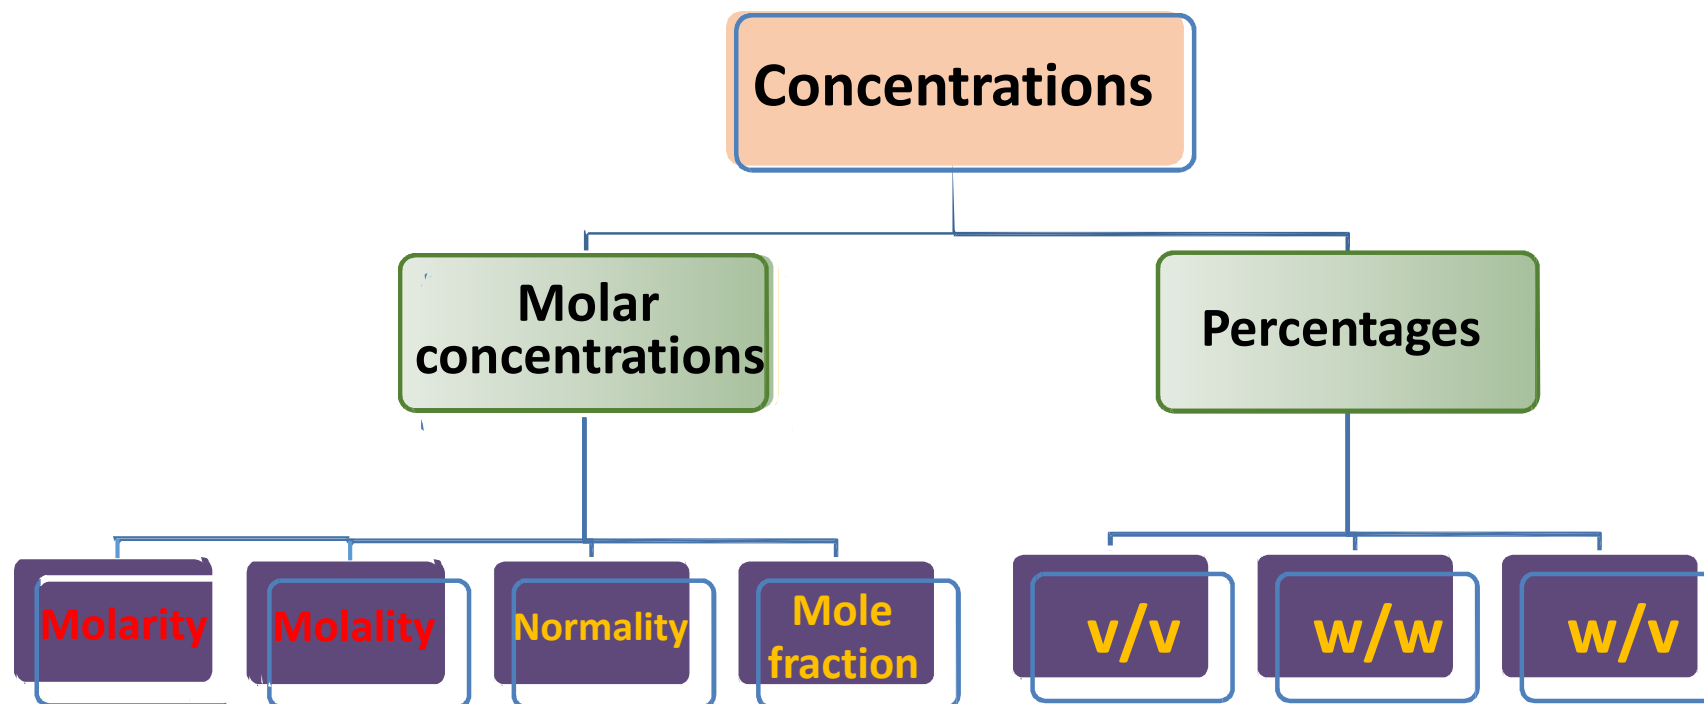 Concentrations
Molar
concentrations
Percentages
Molarity
Molality
Normality
Mole
fraction
v/v
w/w
w/v